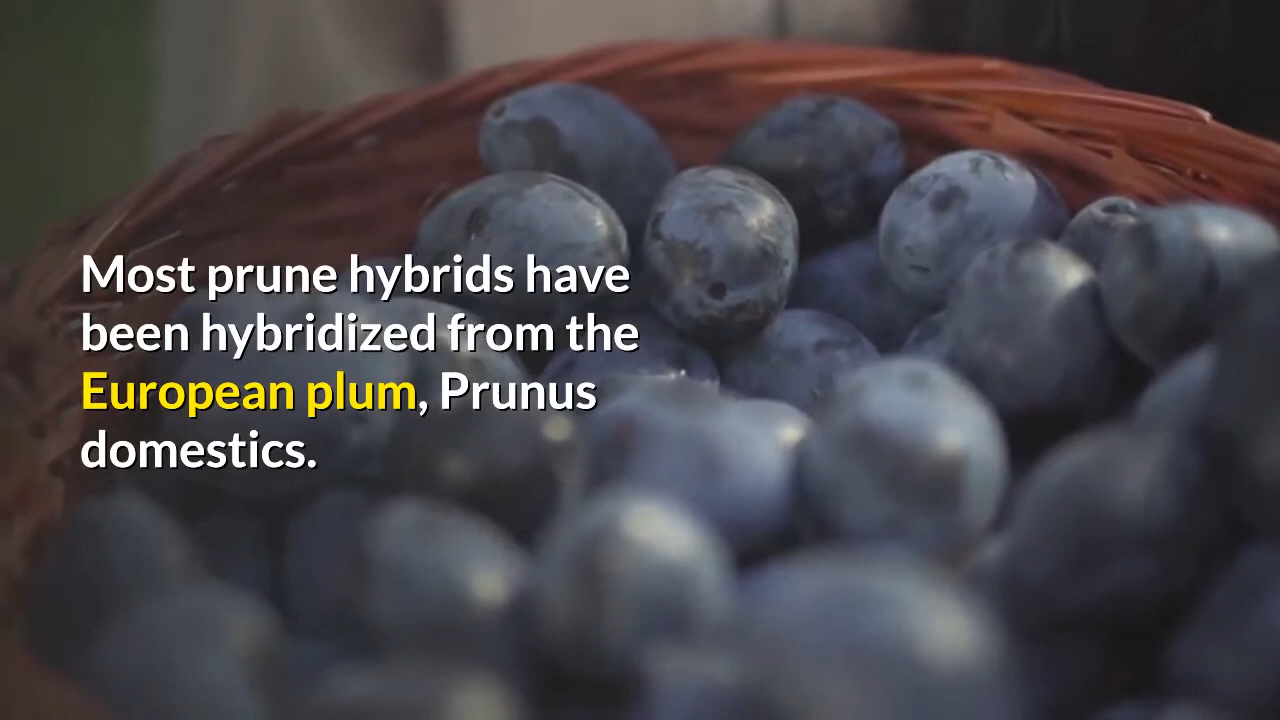 Most prune hybrids have
been hybridized from the
European plum, Prunus
domestics.